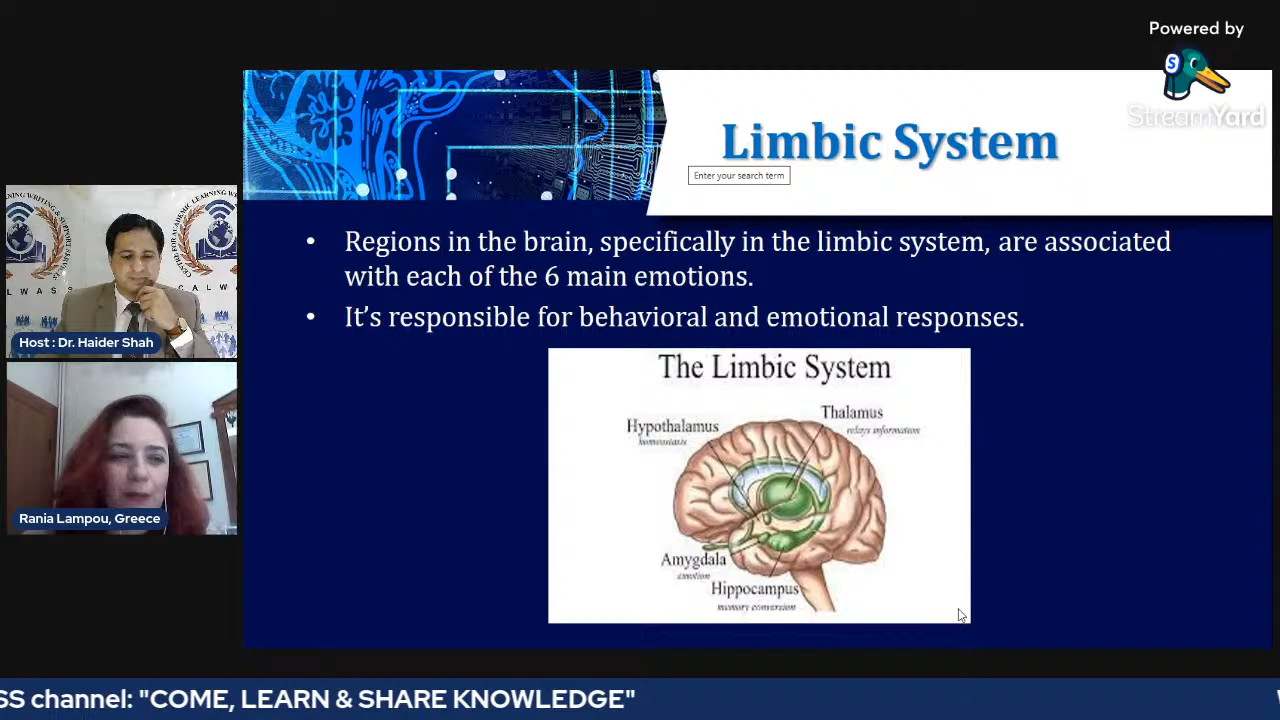 Powered by
StreamYard
Limbic System
Enter your search term
• Regions in the brain, specifically in the limbic system, are associated
with each of the 6 main emotions.
• It's responsible for behavioral and emotional responses.
The Limbic System
Thalamus
relays information
Hypothalamus
homeostasis
Amygdala
emotion
Hippocampus
memory conversion
Host : Dr. Haider Shah
Rania Lampou, Greece
SS channel: "COME, LEARN & SHARE KNOWLEDGE"